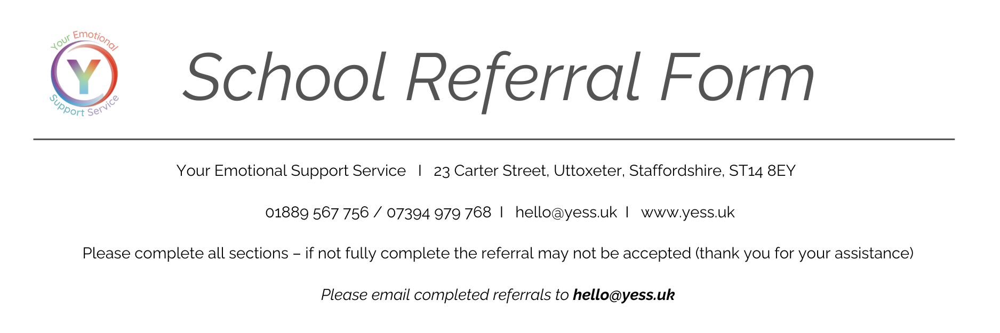 Your Emotional
Y
Support Service
School Referral Form
Your Emotional Support Service I 23 Carter Street, Uttoxeter, Staffordshire, ST14 8EY
01889 567 756 / 07394 979 768 I hello@yess.uk I www.yess.uk
Please complete all sections – if not fully complete the referral may not be accepted (thank you for your assistance)
Please email completed referrals to hello@yess.uk